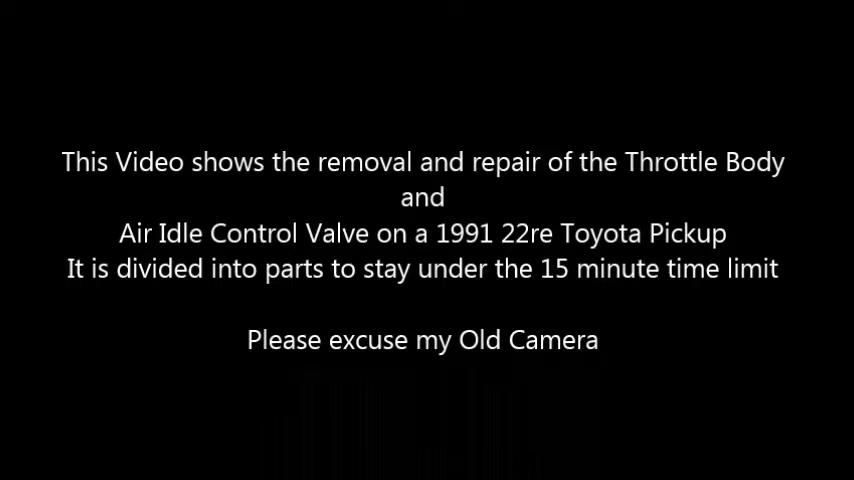 This Video shows the removal and repair of the Throttle Body
and
Air Idle Control Valve on a 1991 22re Toyota Pickup
It is divided into parts to stay under the 15 minute time limit
Please excuse my Old Camera